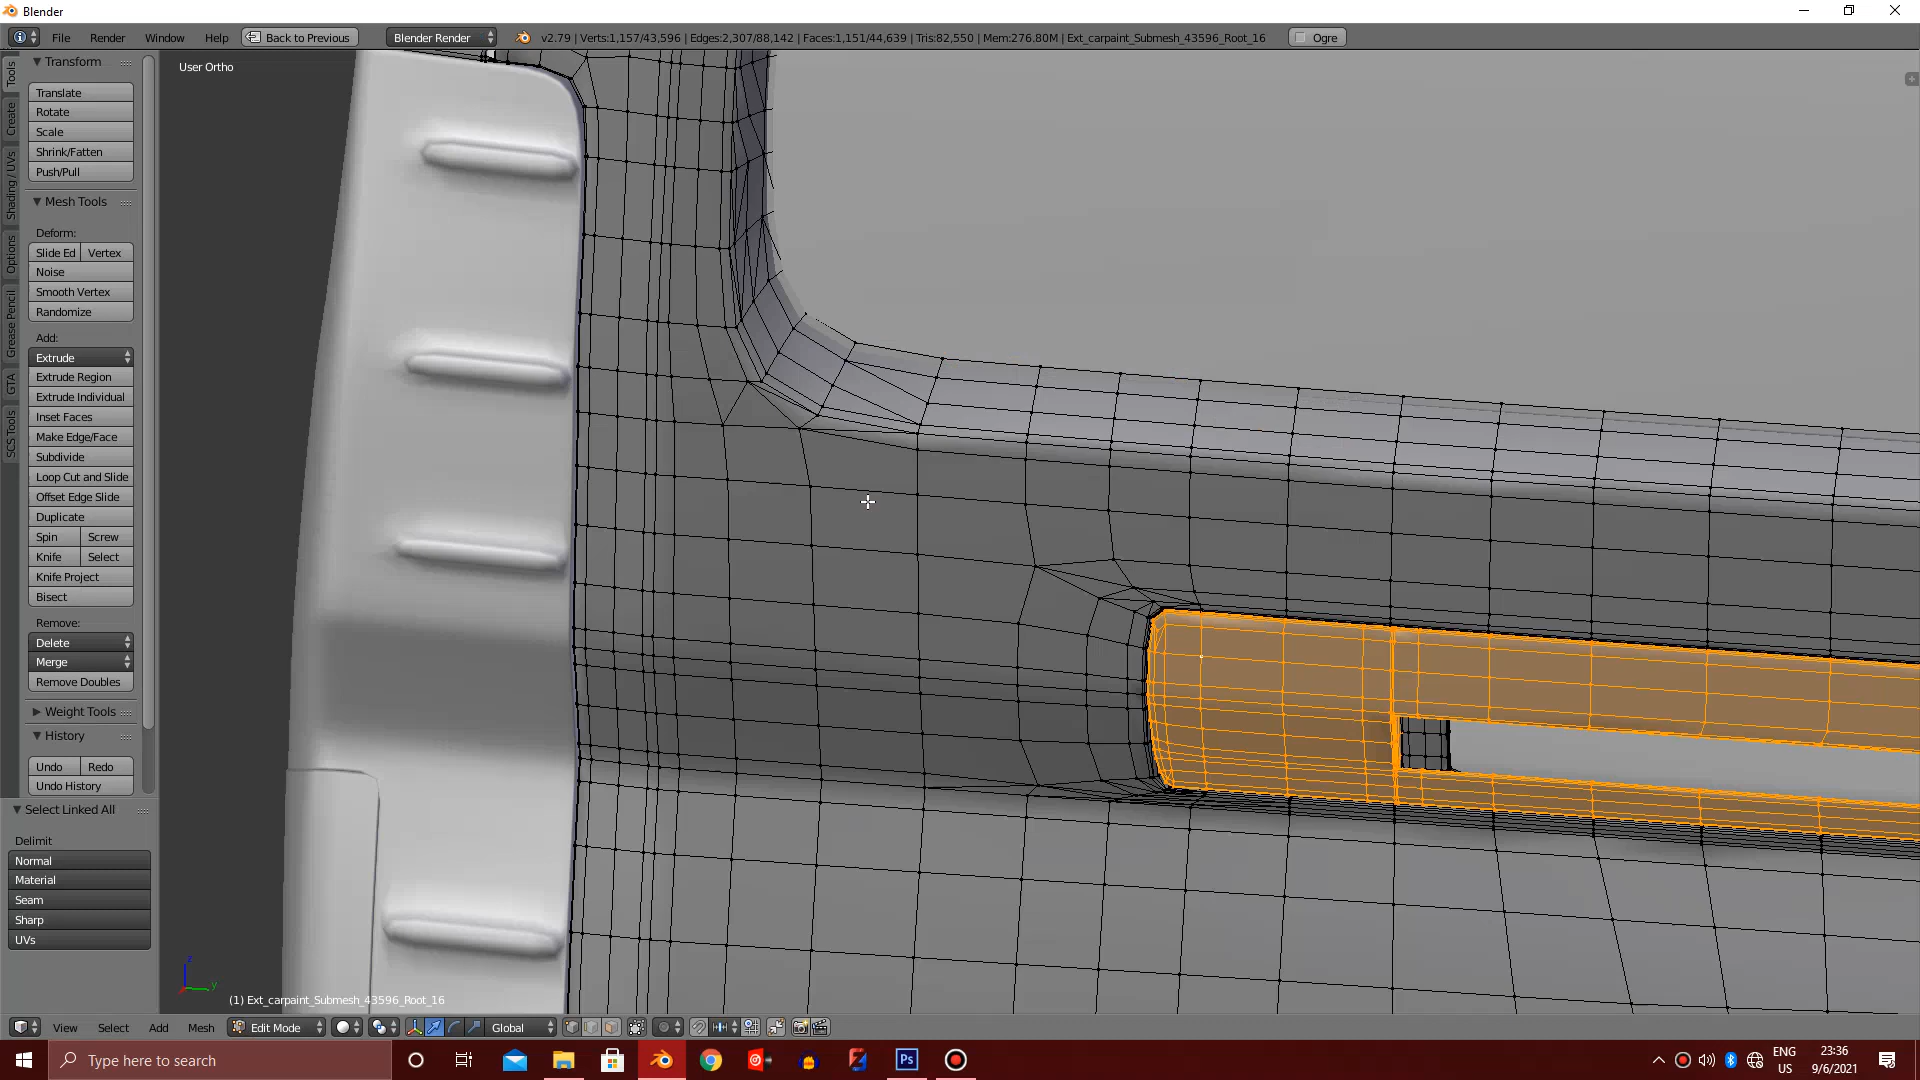 Blender
File Render Window Help Back to Previous Blender Render v2.79 | Verts:1,157/43,596 | Edges:2,307/88,142 | Faces:1,151/44,639 | Tris:82,550 | Mem:276.80M | Ext_carpaint_Submesh_43596_Root_16 Ogre
User Ortho
Tools
Create
Shading / UVs
Options
Grease Pencil
GTA
SCS Tools
Transform
Translate
Rotate
Scale
Shrink/Fatten
Push/Pull
Mesh Tools
Deform:
Slide Ed Vertex
Noise
Smooth Vertex
Randomize
Add:
Extrude
Extrude Region
Extrude Individual
Inset Faces
Make Edge/Face
Subdivide
Loop Cut and Slide
Offset Edge Slide
Duplicate
Spin Screw
Knife Select
Knife Project
Bisect
Remove:
Delete
Merge
Remove Doubles
Weight Tools
History
Undo Redo
Undo History
Select Linked All
Delimit
Normal
Material
Seam
Sharp
UVs
z
y
(1) Ext_carpaint_Submesh_43596_Root_16
View Select Add Mesh Edit Mode Global
Type here to search
Ps
ENG
US
23:36
9/6/2021